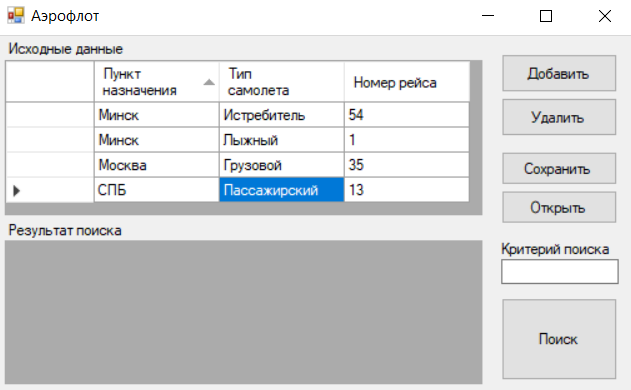 Аэрофлот
Исходные данные
Пункт назначения
Тип самолета
Номер рейса
Минск Истребитель 54
Минск Лыжный 1
Москва Грузовой 35
СПБ Пассажирский 13
Результат поиска
Добавить
Удалить
Сохранить
Открыть
Критерий поиска
Поиск